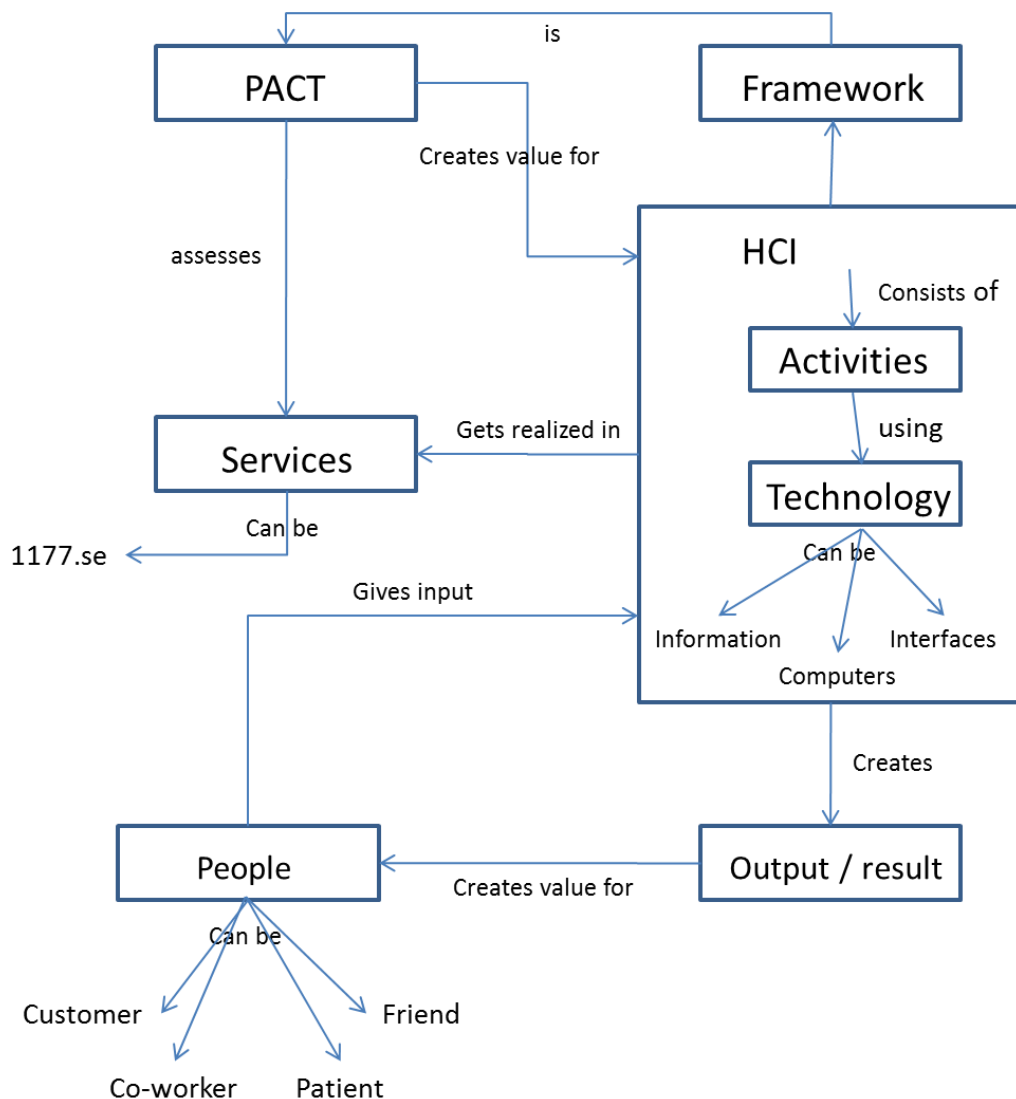 is
PACT
Framework
Creates value for
HCI
assesses
Consists of
Activities
Gets realized in
using
Services
Technology
Can be
Can be
1177.se
Gives input
Information
Interfaces
Computers
Creates
People
Output / result
Creates value for
Can be
Customer
Friend
Co-worker
Patient